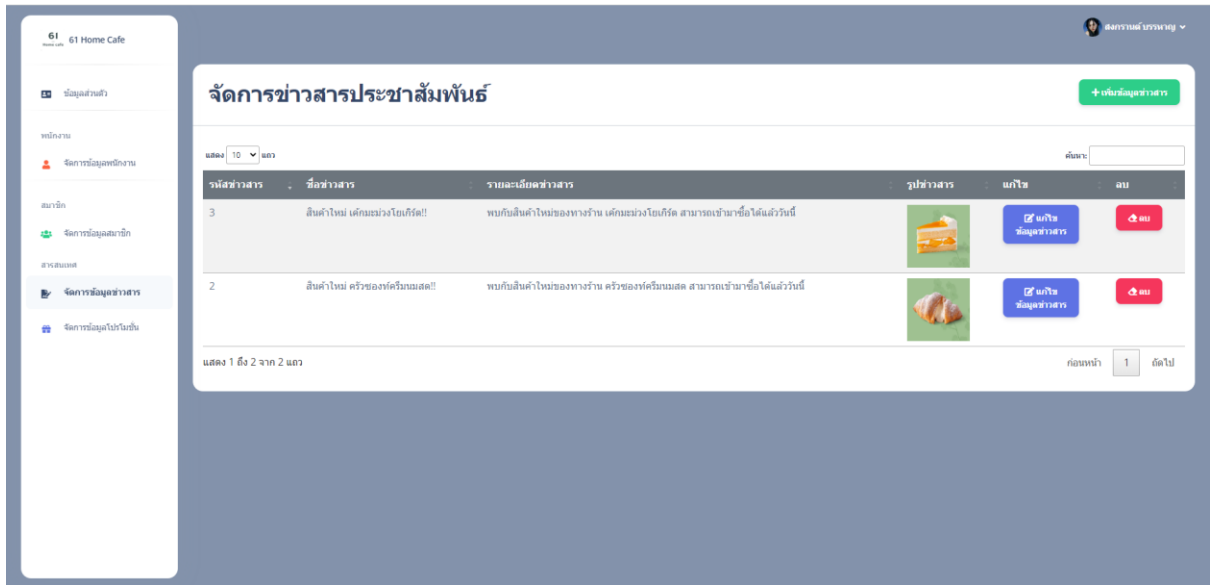 61
Home cafe
61 Home Cafe
สงกรานต์ บรรหาญ
ข้อมูลส่วนตัว
พนักงาน
จัดการข้อมูลพนักงาน
สมาชิก
จัดการข้อมูลสมาชิก
สารสนเทศ
จัดการข้อมูลข่าวสาร
จัดการข้อมูลโปรโมชั่น
จัดการข่าวสารประชาสัมพันธ์
+เพิ่มข้อมูลข่าวสาร
แสดง 10 แถว
ค้นหา:
รหัสข่าวสาร ชื่อข่าวสาร รายละเอียดข่าวสาร รูปข่าวสาร แก้ไข ลบ
3 สินค้าใหม่ เค้กมะม่วงโยเกิร์ต!! พบกับสินค้าใหม่ของทางร้าน เค้กมะม่วงโยเกิร์ต สามารถเข้ามาซื้อได้แล้ววันนี้ แก้ไข ลบ
ข้อมูลข่าวสาร
2 สินค้าใหม่ ครัวซองท์ครีมนมสด!! พบกับสินค้าใหม่ของทางร้าน ครัวซองท์ครีมนมสด สามารถเข้ามาซื้อได้แล้ววันนี้ แก้ไข ลบ
ข้อมูลข่าวสาร
แสดง 1 ถึง 2 จาก 2 แถว
ก่อนหน้า 1 ถัดไป